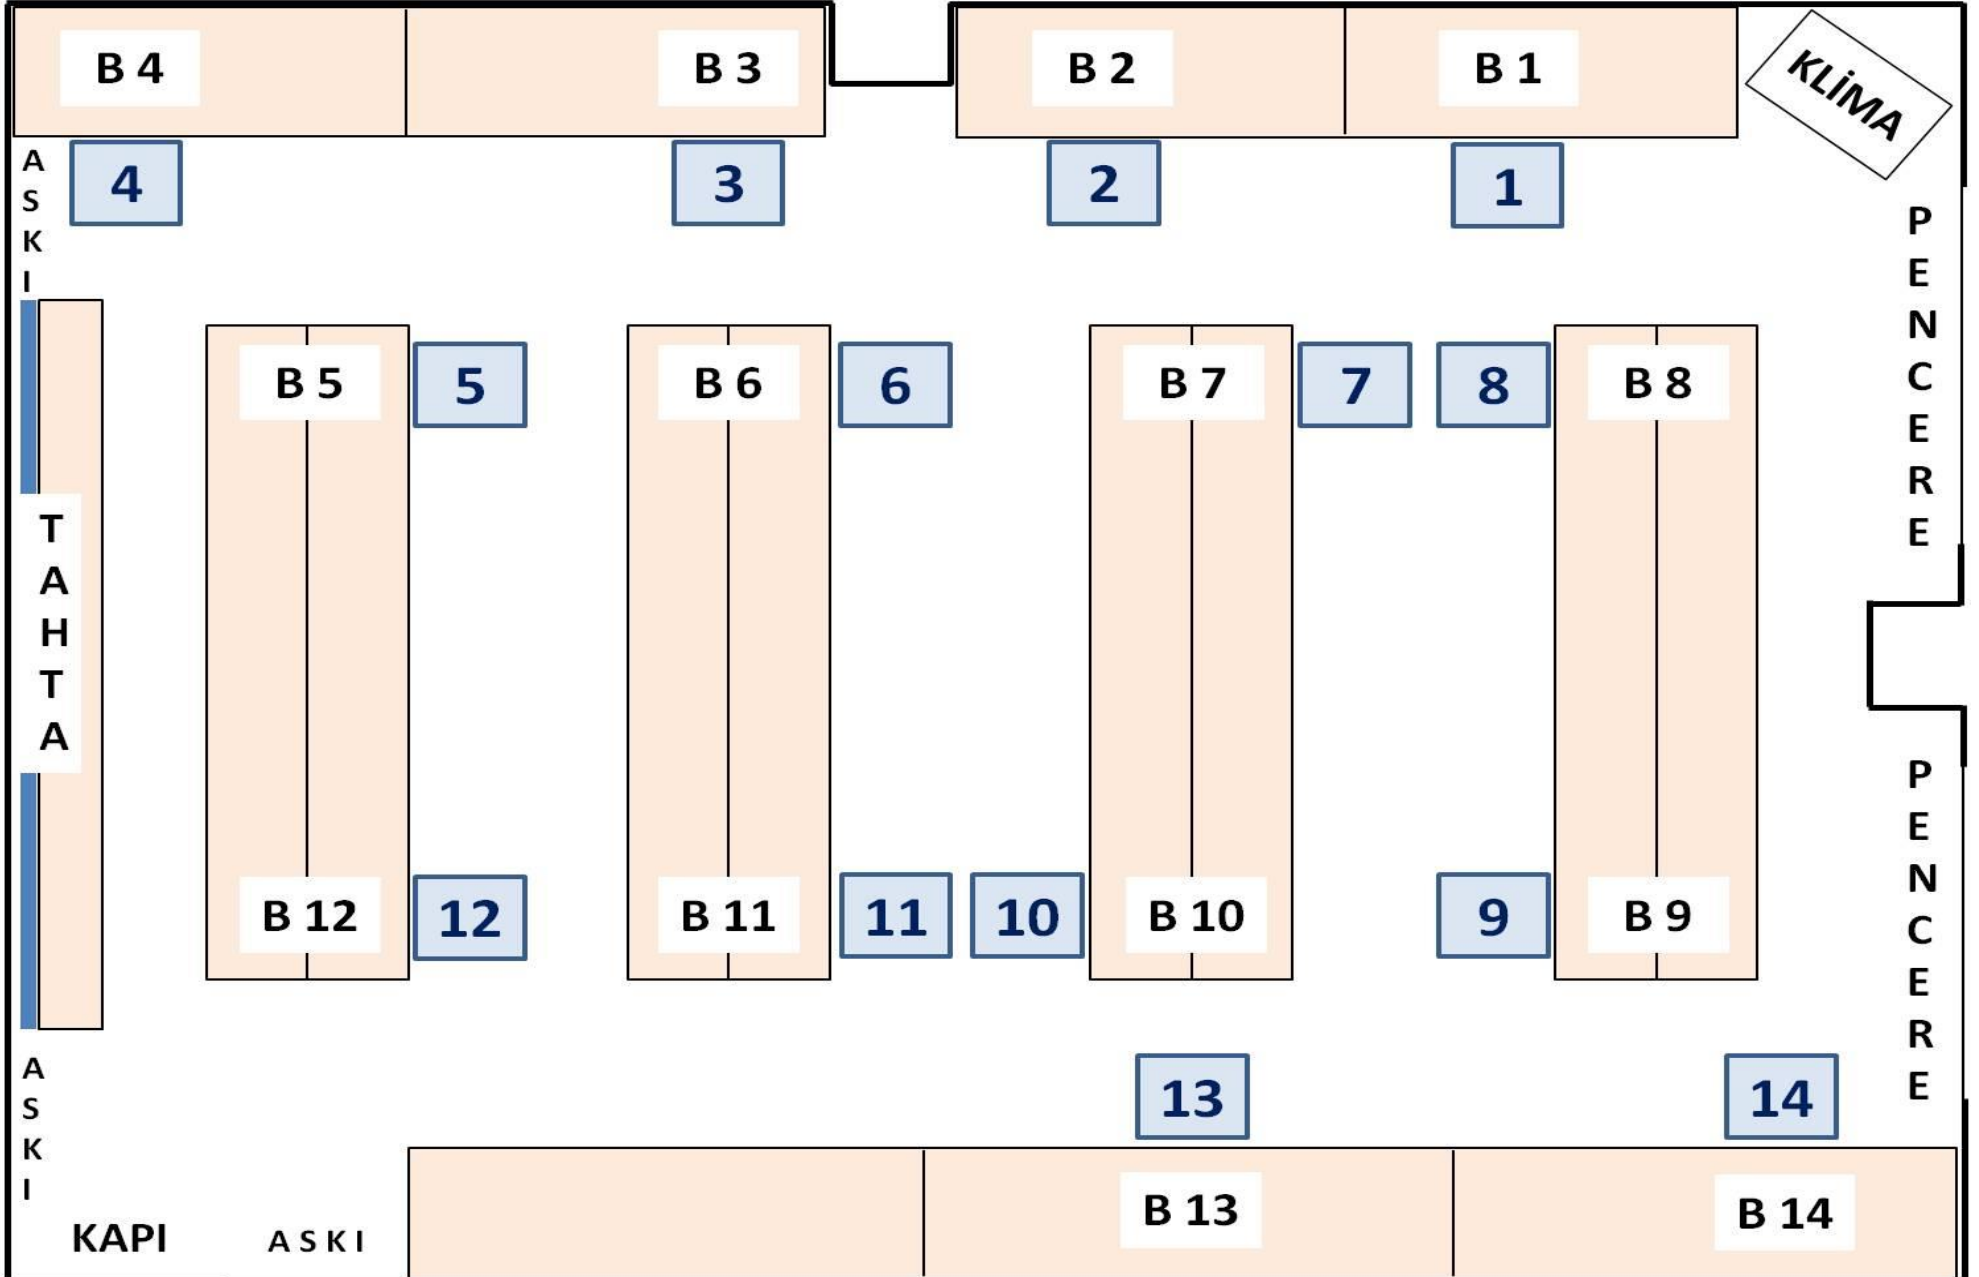 B 4
B 3
B 2
B 1
KLİMA
4
3
2
1
ASKI
PENCERE
B 5
5
B 6
6
B 7
7
8
B 8
TAHTA
PENCERE
B 12
12
B 11
11
10
B 10
9
B 9
ASKI
13
14
B 13
B 14
KAPI
ASKI